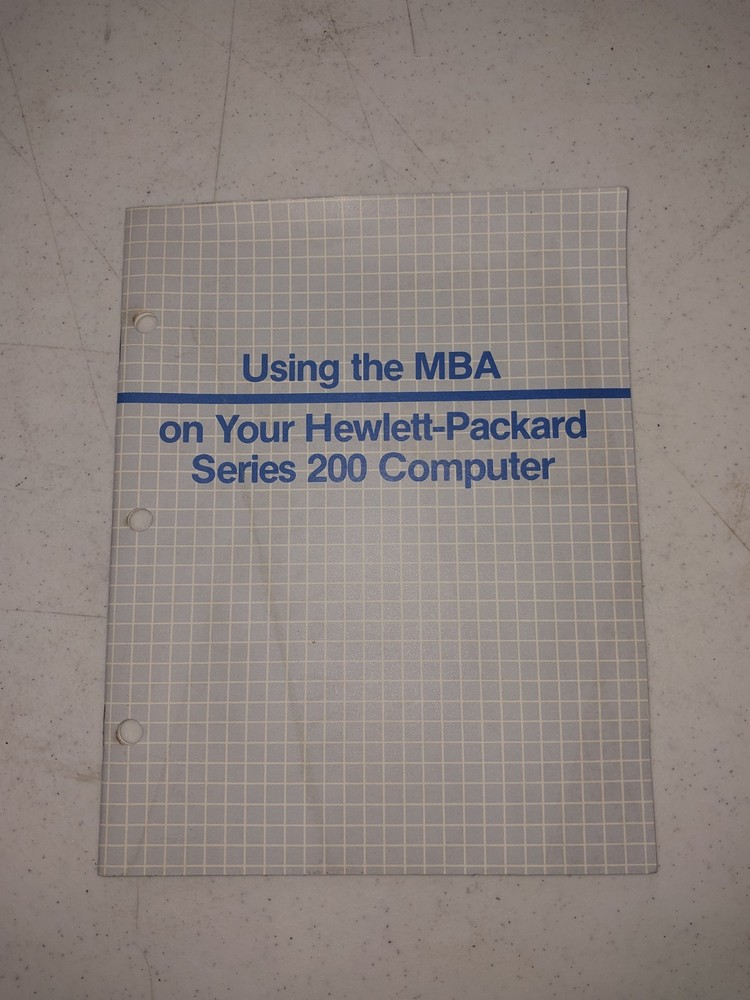 Using the MBA
on Your Hewlett-Packard
Series 200 Computer